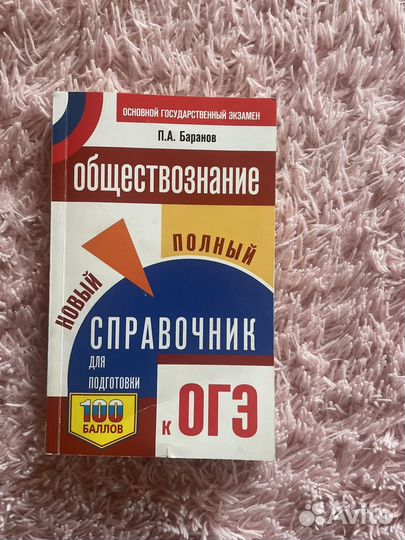 ОСНОВНОЙ ГОСУДАРСТВЕННЫЙ ЭКЗАМЕН
П.А. Баранов
ОБЩЕСТВОЗНАНИЕ
НОВЫЙ
ПОЛНЫЙ
СПРАВОЧНИК
ДЛЯ
ПОДГОТОВКИ
100
БАЛЛОВ
К ОГЭ
Avito